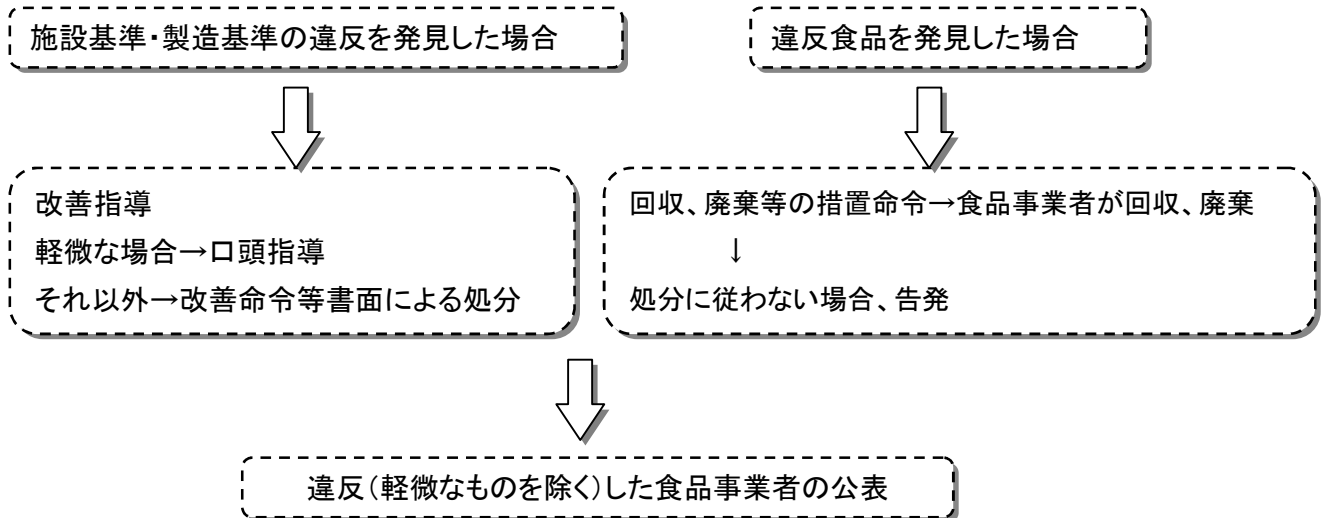 施設基準・製造基準の違反を発見した場合
違反食品を発見した場合
改善指導
軽微な場合→口頭指導
それ以外→改善命令等書面による処分
回収、廃棄等の措置命令→食品事業者が回収、廃棄
↓
処分に従わない場合、告発
違反（軽微なものを除く）した食品事業者の公表